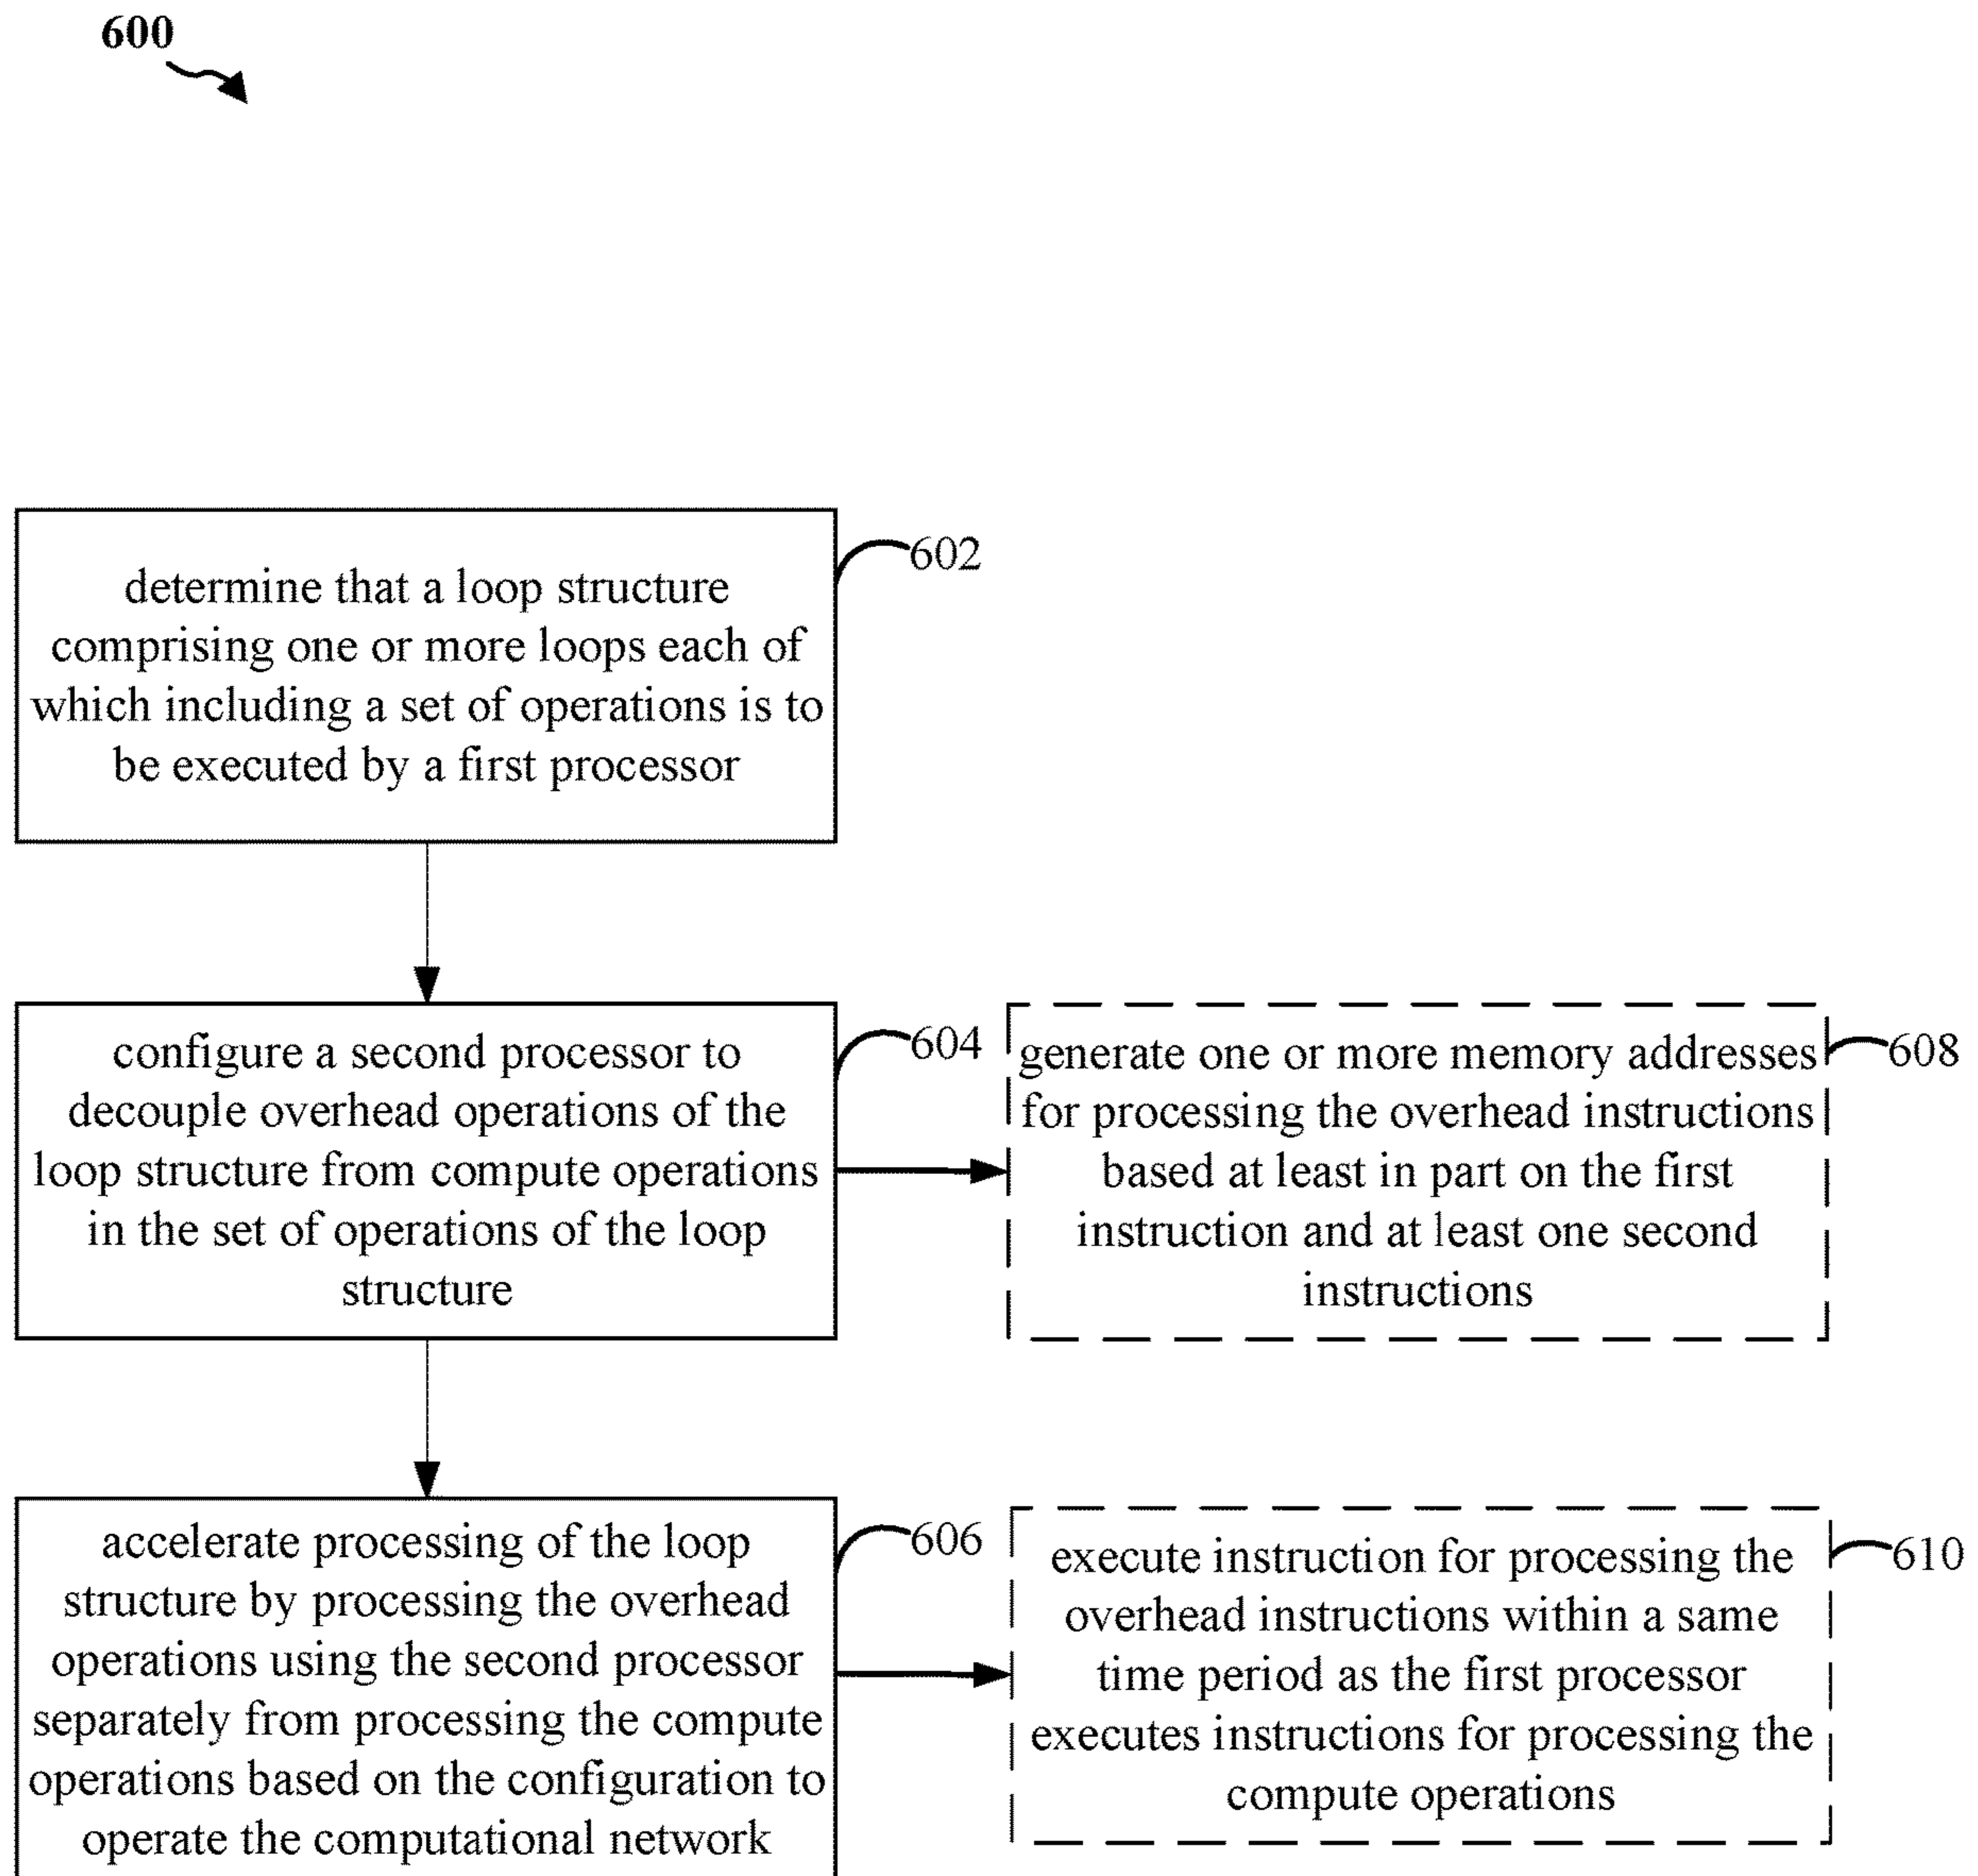 600
determine that a loop structure
comprising one or more loops each of
which including a set of operations is to
be executed by a first processor
602
configure a second processor to
decouple overhead operations of the
loop structure from compute operations
in the set of operations of the loop
structure
604
generate one or more memory addresses
for processing the overhead instructions
based at least in part on the first
instruction and at least one second
instructions
608
accelerate processing of the loop
structure by processing the overhead
operations using the second processor
separately from processing the compute
operations based on the configuration to
operate the computational network
606
execute instruction for processing the
overhead instructions within a same
time period as the first processor
executes instructions for processing the
compute operations
610